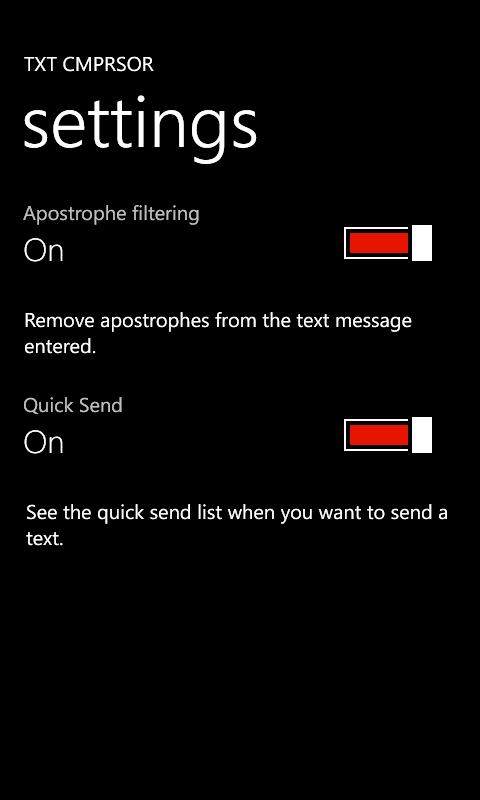 TXT CMPRSOR
settings
Apostrophe filtering
On
Remove apostrophes from the text message
entered.
Quick Send
On
See the quick send list when you want to send a
text.